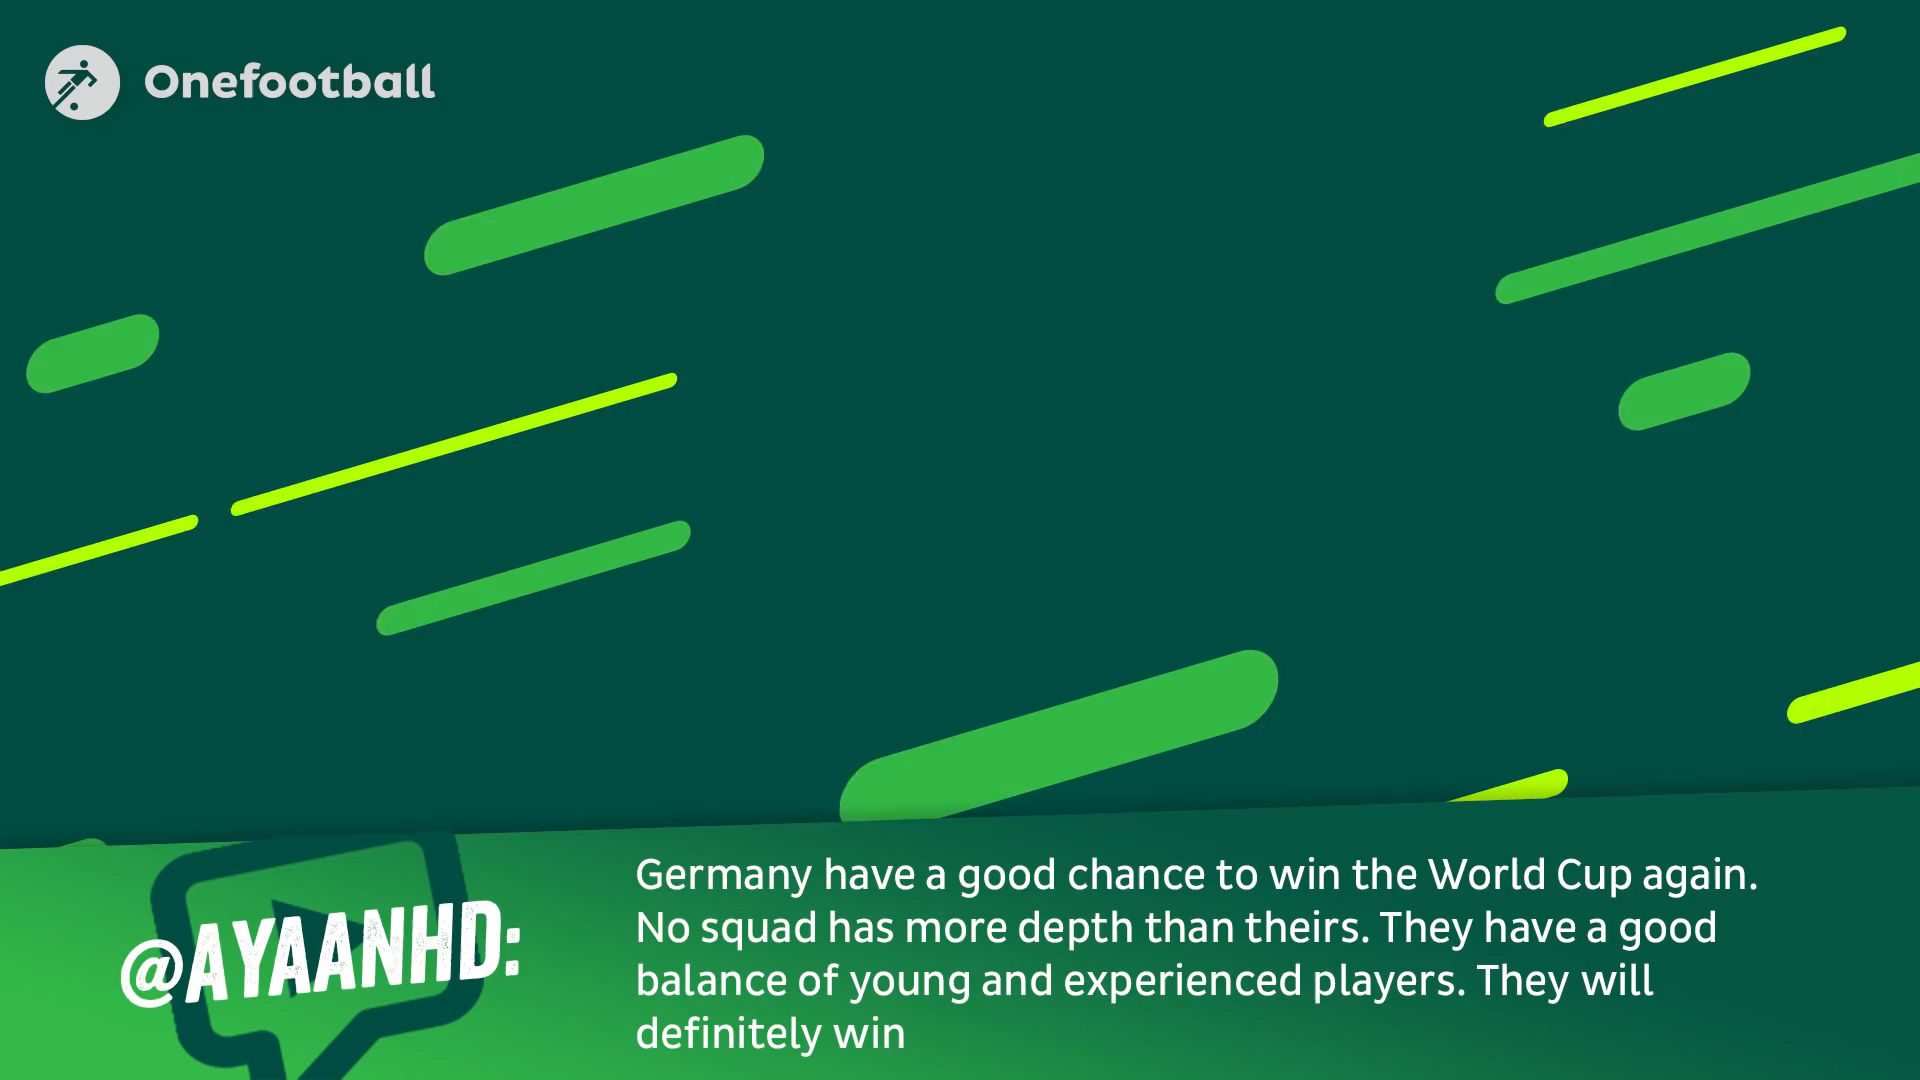 Onefootball
@AYAANHD:
Germany have a good chance to win the World Cup again.
No squad has more depth than theirs. They have a good
balance of young and experienced players. They will
definitely win